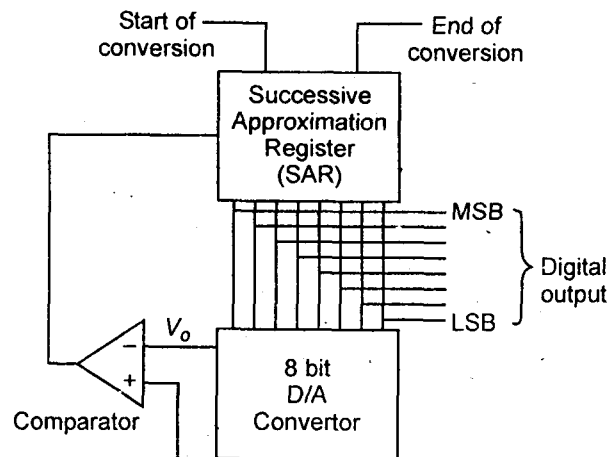 Start of
conversion
End of
conversion
Successive
Approximation
Register
(SAR)
MSB
Digital
output
LSB
Vo
−
+
8 bit
D/A
Convertor
Comparator